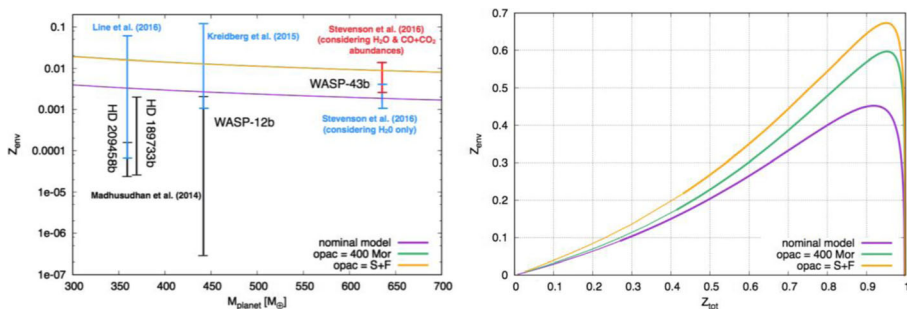 Line et al. (2016)
Kreidberg et al. (2015)
Stevenson et al. (2016)
(considering H2O & CO+CO2
abundances)
WASP-43b
WASP-12b
HD 209458b
HD 189733b
Stevenson et al. (2016)
(considering H20 only)
Madhusudhan et al. (2014)
nominal model
opac = 400 Mor
opac = S+F
0.1
0.01
0.001
0.0001
1e-05
1e-06
1e-07
Zenv
300 350 400 450 500 550 600 650 700
Mplanet [M⊕]
0.7
0.6
0.5
0.4
0.3
0.2
0.1
0
Zenv
nominal model
opac = 400 Mor
opac = S+F
0 0.1 0.2 0.3 0.4 0.5 0.6 0.7 0.8 0.9 1
Ztot